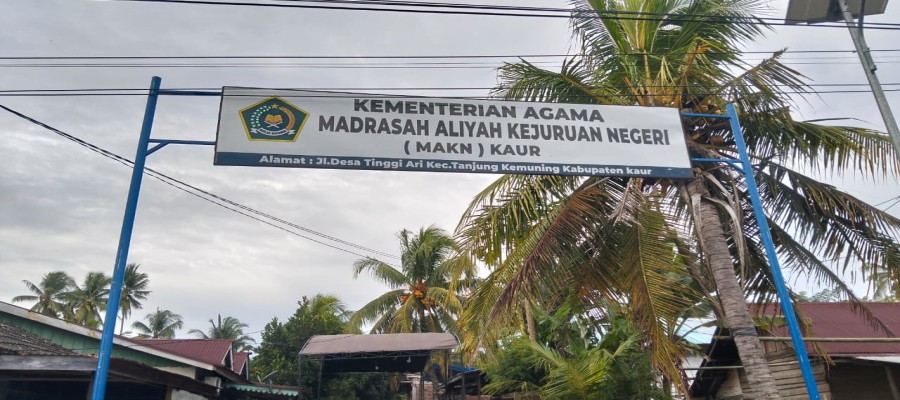 KEMENTERIAN AGAMA
MADRASAH ALIYAH KEJURUAN NEGERI
( MAKN ) KAUR
Alamat : Jl.Desa Tinggi Ari Kec.Tanjung Kemuning Kabupaten kaur